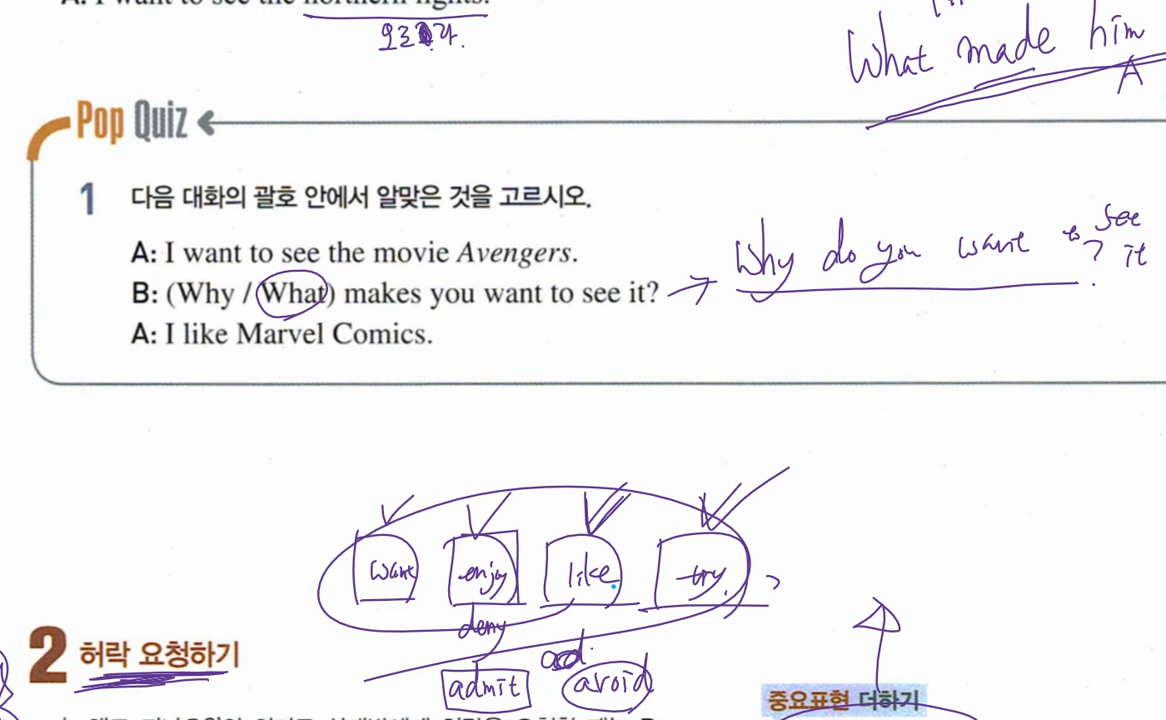 A: I want to see the northern lights.
오로라.
What made him
A
Pop Quiz
1 다음 대화의 괄호 안에서 알맞은 것을 고르시오.
A: I want to see the movie Avengers.
B: (Why / What) makes you want to see it? → Why do you want to see it?
A: I like Marvel Comics.
want enjoy like try
deny
admit avoid
2 허락 요청하기
중요표현 더하기